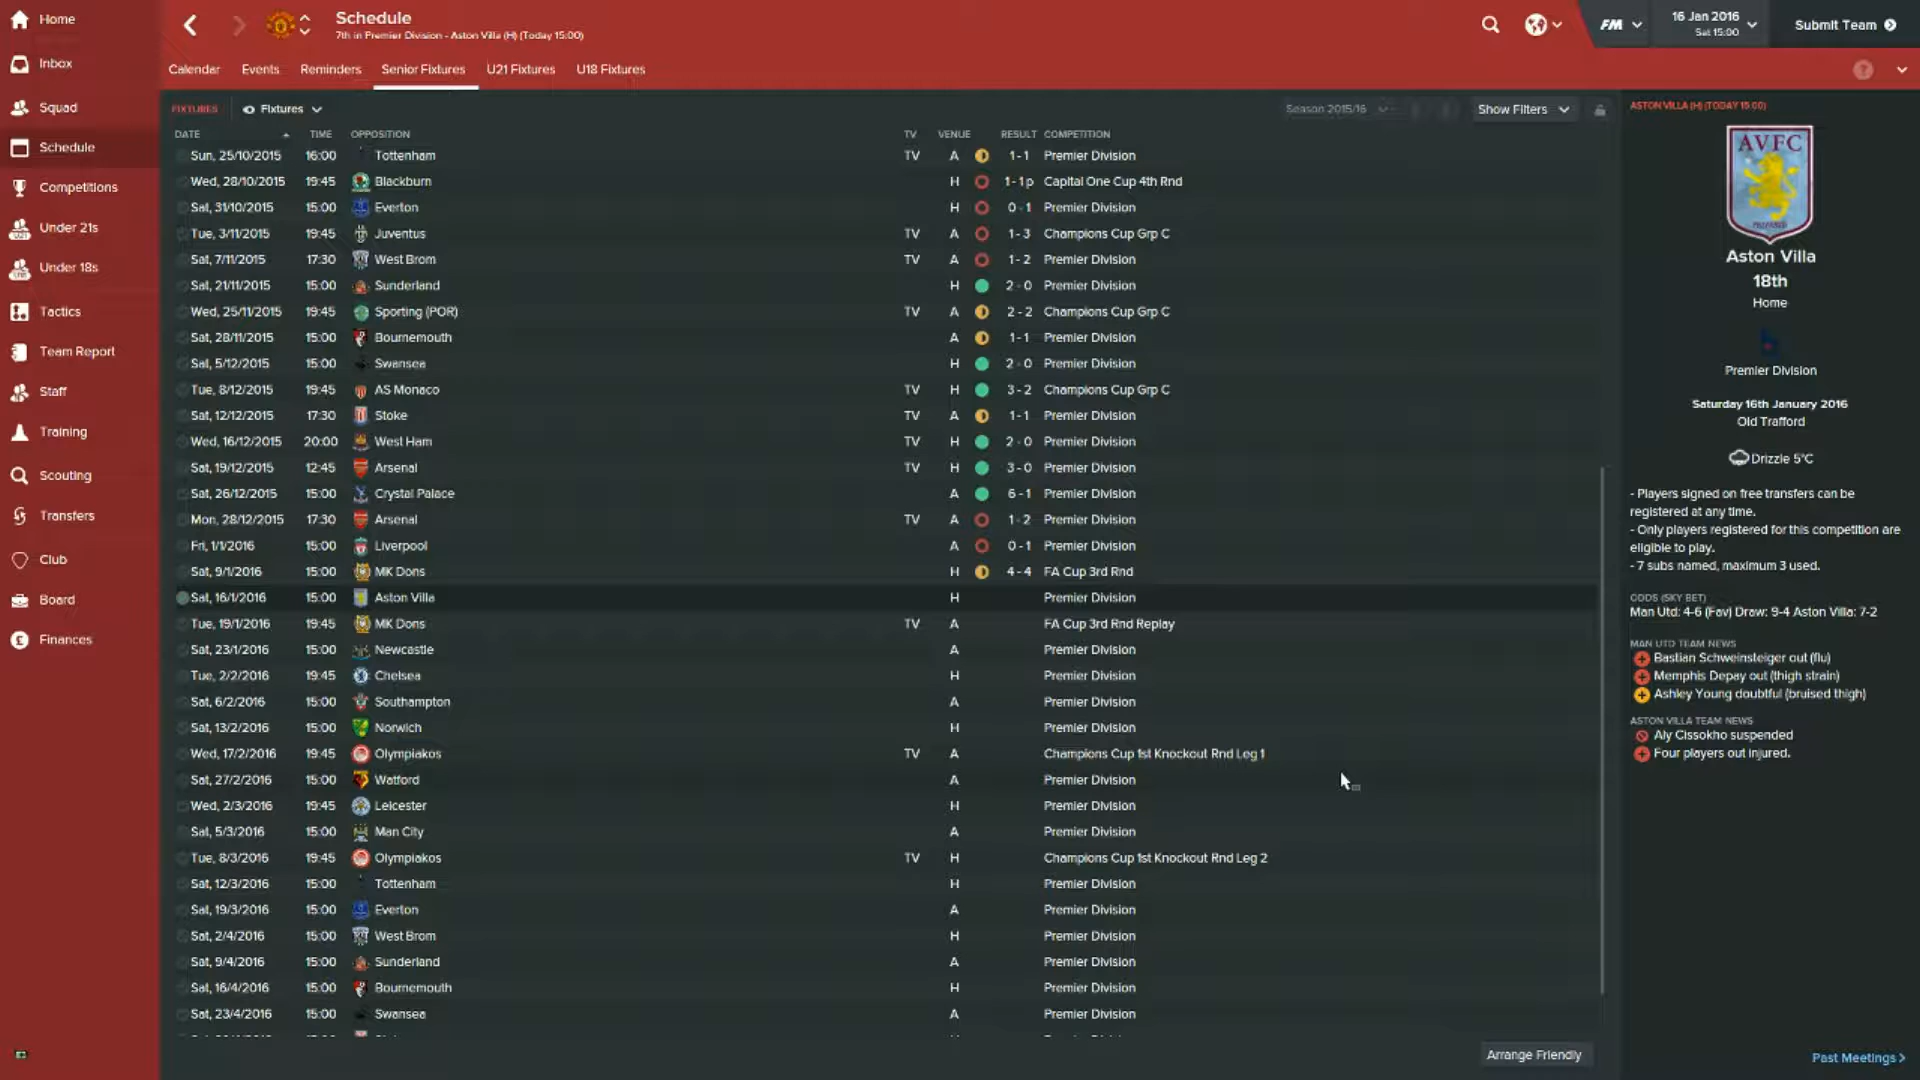 Home
Inbox
Squad
Schedule
Competitions
Under 21s
Under 18s
Tactics
Team Report
Staff
Training
Scouting
Transfers
Club
Board
Finances
Schedule
7th in Premier Division - Aston Villa (H) (Today 15:00)
FM
16 Jan 2016
Sat 15:00
Submit Team
Calendar Events Reminders Senior Fixtures U21 Fixtures U18 Fixtures
FIXTURES Fixtures Season 2015/16 Show Filters
DATE TIME OPPOSITION TV VENUE RESULT COMPETITION
Sun, 25/10/2015 16:00 Tottenham TV A 1-1 Premier Division
Wed, 28/10/2015 19:45 Blackburn H 1-1p Capital One Cup 4th Rnd
Sat, 31/10/2015 15:00 Everton H 0-1 Premier Division
Tue, 3/11/2015 19:45 Juventus TV A 1-3 Champions Cup Grp C
Sat, 7/11/2015 17:30 West Brom TV A 1-2 Premier Division
Sat, 21/11/2015 15:00 Sunderland H 2-0 Premier Division
Wed, 25/11/2015 19:45 Sporting (POR) TV A 2-2 Champions Cup Grp C
Sat, 28/11/2015 15:00 Bournemouth A 1-1 Premier Division
Sat, 5/12/2015 15:00 Swansea H 2-0 Premier Division
Tue, 8/12/2015 19:45 AS Monaco TV H 3-2 Champions Cup Grp C
Sat, 12/12/2015 17:30 Stoke TV A 1-1 Premier Division
Wed, 16/12/2015 20:00 West Ham TV H 2-0 Premier Division
Sat, 19/12/2015 12:45 Arsenal TV H 3-0 Premier Division
Sat, 26/12/2015 15:00 Crystal Palace A 6-1 Premier Division
Mon, 28/12/2015 17:30 Arsenal TV A 1-2 Premier Division
Fri, 1/1/2016 15:00 Liverpool A 0-1 Premier Division
Sat, 9/1/2016 15:00 MK Dons H 4-4 FA Cup 3rd Rnd
Sat, 16/1/2016 15:00 Aston Villa H Premier Division
Tue, 19/1/2016 19:45 MK Dons TV A FA Cup 3rd Rnd Replay
Sat, 23/1/2016 15:00 Newcastle A Premier Division
Tue, 2/2/2016 19:45 Chelsea H Premier Division
Sat, 6/2/2016 15:00 Southampton A Premier Division
Sat, 13/2/2016 15:00 Norwich H Premier Division
Wed, 17/2/2016 19:45 Olympiakos TV A Champions Cup 1st Knockout Rnd Leg 1
Sat, 27/2/2016 15:00 Watford A Premier Division
Wed, 2/3/2016 19:45 Leicester H Premier Division
Sat, 5/3/2016 15:00 Man City A Premier Division
Tue, 8/3/2016 19:45 Olympiakos TV H Champions Cup 1st Knockout Rnd Leg 2
Sat, 12/3/2016 15:00 Tottenham H Premier Division
Sat, 19/3/2016 15:00 Everton A Premier Division
Sat, 2/4/2016 15:00 West Brom H Premier Division
Sat, 9/4/2016 15:00 Sunderland A Premier Division
Sat, 16/4/2016 15:00 Bournemouth H Premier Division
Sat, 23/4/2016 15:00 Swansea A Premier Division
Arrange Friendly
ASTON VILLA (H) (TODAY 15:00)
AVFC
PREPARED
Aston Villa
18th
Home
Premier Division
Saturday 16th January 2016
Old Trafford
Drizzle 5°C
- Players signed on free transfers can be
registered at any time.
- Only players registered for this competition are
eligible to play.
- 7 subs named, maximum 3 used.
ODDS (SKY BET)
Man Utd: 4-6 (Fav) Draw: 9-4 Aston Villa: 7-2
MAN UTD TEAM NEWS
Bastian Schweinsteiger out (flu)
Memphis Depay out (thigh strain)
Ashley Young doubtful (bruised thigh)
ASTON VILLA TEAM NEWS
Aly Cissokho suspended
Four players out injured.
Past Meetings >